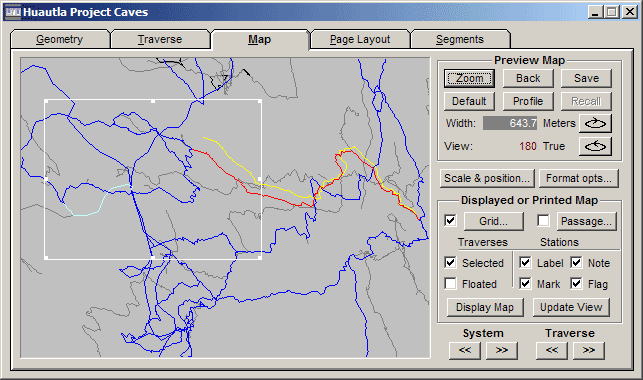 Huautla Project Caves
Geometry Traverse Map Page Layout Segments
Preview Map
Zoom Back Save
Default Profile Recall
Width: 643.7 Meters
View: 180 True
Scale & position... Format opts...
Displayed or Printed Map
Grid... Passage...
Traverses Stations
Selected Label Note
Floated Mark Flag
Display Map Update View
System Traverse
<< >> << >>